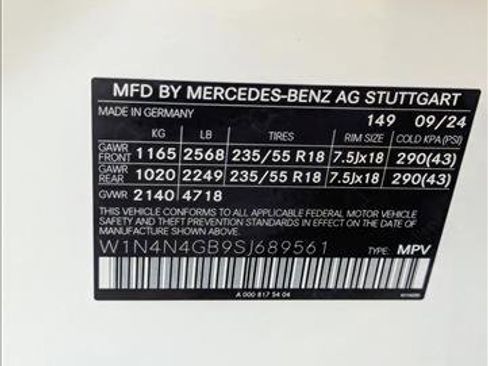 MFD BY MERCEDES-BENZ AG STUTTGART
MADE IN GERMANY 149 09/24
KG LB TIRES RIM SIZE COLD KPA (PSI)
GAWR FRONT 1165 2568 235/55 R18 7.5Jx18 290(43)
GAWR REAR 1020 2249 235/55 R18 7.5Jx18 290(43)
GVWR 2140 4718
THIS VEHICLE CONFORMS TO ALL APPLICABLE FEDERAL MOTOR VEHICLE
SAFETY AND THEFT PREVENTION STANDARDS IN EFFECT ON THE DATE
OF MANUFACTURE SHOWN ABOVE.
W1N4N4GB9SJ689561 TYPE: MPV
A 000 817 54 04